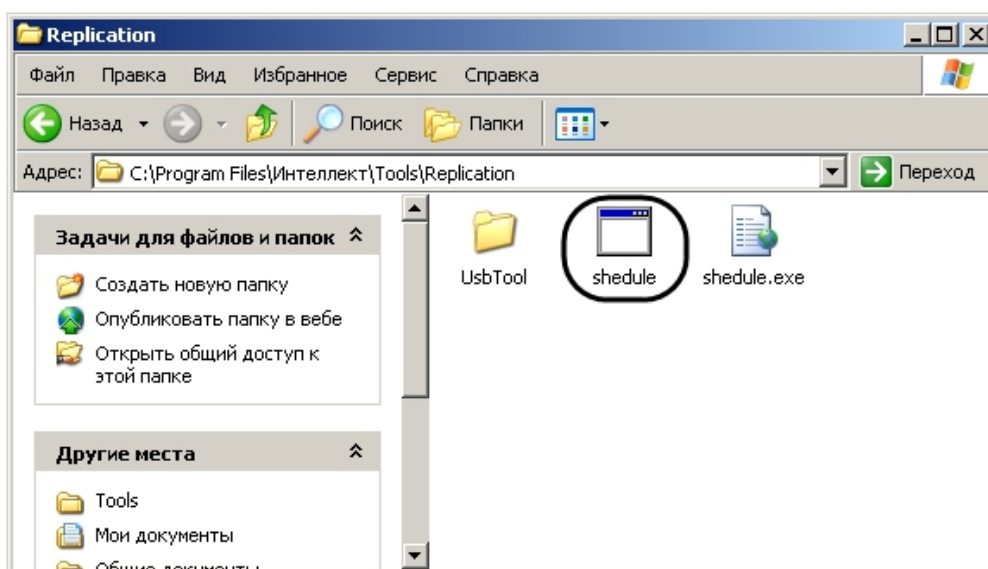 Replication
Файл Правка Вид Избранное Сервис Справка
Назад Поиск Папки
Адрес: C:\Program Files\Интеллект\Tools\Replication Переход
Задачи для файлов и папок
Создать новую папку
Опубликовать папку в вебе
Открыть общий доступ к
этой папке
Другие места
Tools
Мои документы
Общие документы
UsbTool shedule shedule.exe